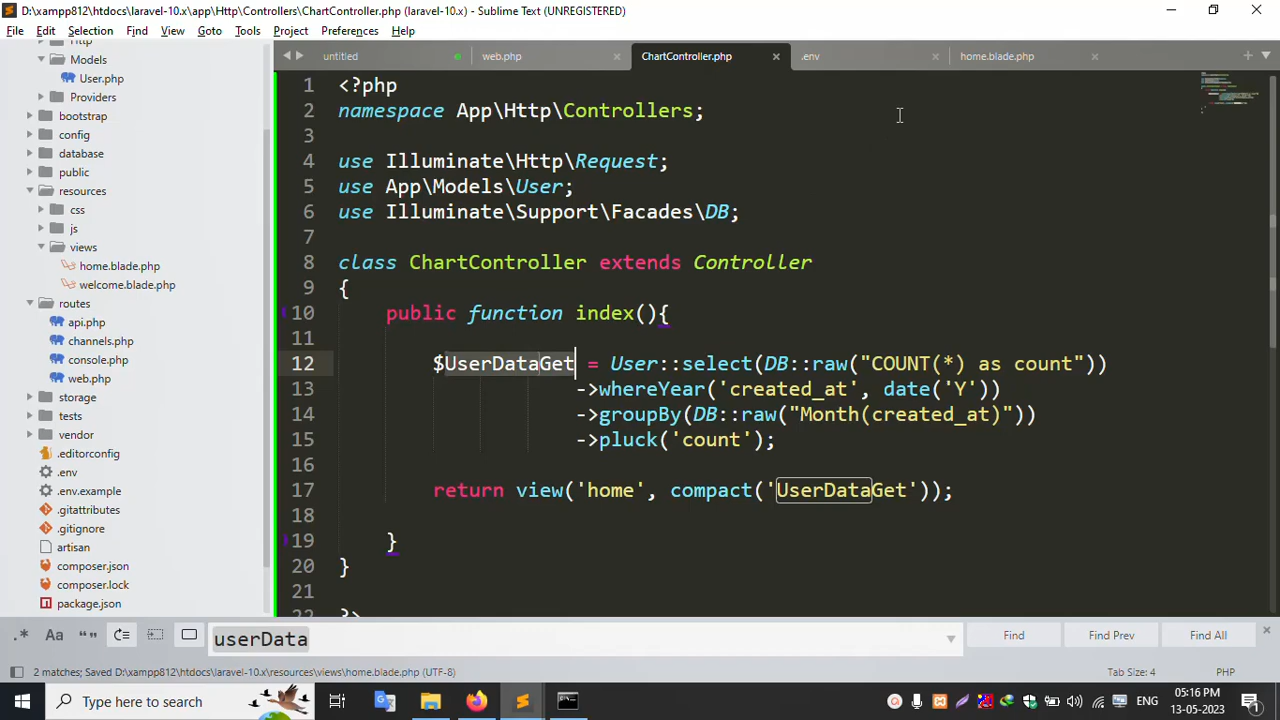 D:\xampp812\htdocs\laravel-10.x\app\Http\Controllers\ChartController.php (laravel-10.x) - Sublime Text (UNREGISTERED)
File Edit Selection Find View Goto Tools Project Preferences Help
untitled web.php ChartController.php .env home.blade.php
Models
User.php
Providers
bootstrap
config
database
public
resources
css
js
views
home.blade.php
welcome.blade.php
routes
api.php
channels.php
console.php
web.php
storage
tests
vendor
.editorconfig
.env
.env.example
.gitattributes
.gitignore
artisan
composer.json
composer.lock
package.json
1 <?php
2 namespace App\Http\Controllers;
3
4 use Illuminate\Http\Request;
5 use App\Models\User;
6 use Illuminate\Support\Facades\DB;
7
8 class ChartController extends Controller
9 {
10 public function index(){
11
12 $UserDataGet = User::select(DB::raw("COUNT(*) as count"))
13 ->whereYear('created_at', date('Y'))
14 ->groupBy(DB::raw("Month(created_at)"))
15 ->pluck('count');
16
17 return view('home', compact('UserDataGet'));
18
19 }
20 }
21
22 ?>
.* Aa “” userData Find Find Prev Find All
2 matches; Saved D:\xampp812\htdocs\laravel-10.x\resources\views\home.blade.php (UTF-8) Tab Size: 4 PHP
Type here to search
ENG
05:16 PM
13-05-2023
1